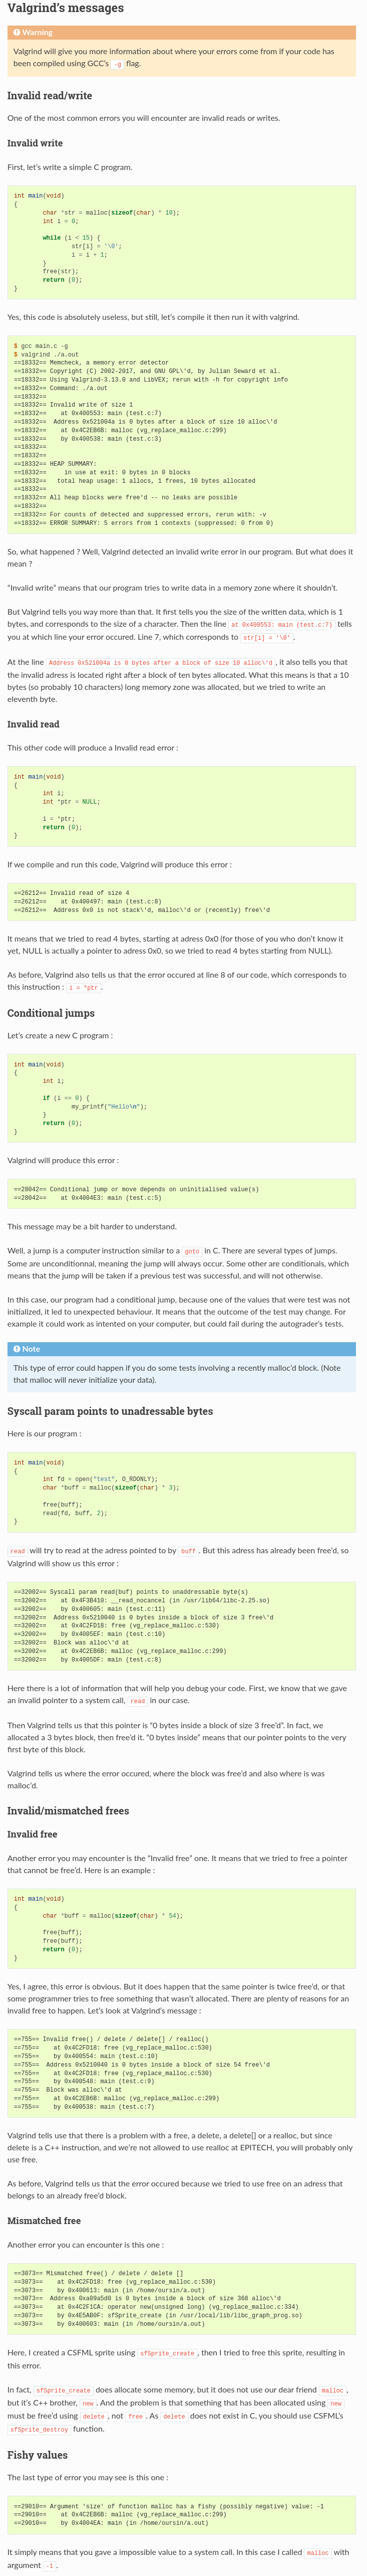 Valgrind's messages
Warning
Valgrind will give you more information about where your errors come from if your code has
been compiled using GCC's -g flag.
Invalid read/write
One of the most common errors you will encounter are invalid reads or writes.
Invalid write
First, let's write a simple C program.
int main(void)
{
        char *str = malloc(sizeof(char) * 10);
        int i = 0;

        while (i < 15) {
                str[i] = '\0';
                i = i + 1;
        }
        free(str);
        return (0);
}
Yes, this code is absolutely useless, but still, let's compile it then run it with valgrind.
$ gcc main.c -g
$ valgrind ./a.out
==18332== Memcheck, a memory error detector
==18332== Copyright (C) 2002-2017, and GNU GPL\'d, by Julian Seward et al.
==18332== Using Valgrind-3.13.0 and LibVEX; rerun with -h for copyright info
==18332== Command: ./a.out
==18332==
==18332== Invalid write of size 1
==18332==    at 0x400553: main (test.c:7)
==18332==  Address 0x521004a is 0 bytes after a block of size 10 alloc\'d
==18332==    at 0x4C2EB6B: malloc (vg_replace_malloc.c:299)
==18332==    by 0x400538: main (test.c:3)
==18332==
==18332==
==18332== HEAP SUMMARY:
==18332==     in use at exit: 0 bytes in 0 blocks
==18332==   total heap usage: 1 allocs, 1 frees, 10 bytes allocated
==18332==
==18332== All heap blocks were free'd -- no leaks are possible
==18332==
==18332== For counts of detected and suppressed errors, rerun with: -v
==18332== ERROR SUMMARY: 5 errors from 1 contexts (suppressed: 0 from 0)
So, what happened ? Well, Valgrind detected an invalid write error in our program. But what does it
mean ?
"Invalid write" means that our program tries to write data in a memory zone where it shouldn't.
But Valgrind tells you way more than that. It first tells you the size of the written data, which is 1
bytes, and corresponds to the size of a character. Then the line at 0x400553: main (test.c:7) tells
you at which line your error occured. Line 7, which corresponds to str[i] = '\0'.
At the line Address 0x521004a is 0 bytes after a block of size 10 alloc\'d, it also tells you that
the invalid adress is located right after a block of ten bytes allocated. What this means is that a 10
bytes (so probably 10 characters) long memory zone was allocated, but we tried to write an
eleventh byte.
Invalid read
This other code will produce a Invalid read error :
int main(void)
{
        int i;
        int *ptr = NULL;

        i = *ptr;
        return (0);
}
If we compile and run this code, Valgrind will produce this error :
==26212== Invalid read of size 4
==26212==    at 0x400497: main (test.c:8)
==26212==  Address 0x0 is not stack\'d, malloc\'d or (recently) free\'d
It means that we tried to read 4 bytes, starting at adress 0x0 (for those of you who don't know it
yet, NULL is actually a pointer to adress 0x0, so we tried to read 4 bytes starting from NULL).
As before, Valgrind also tells us that the error occured at line 8 of our code, which corresponds to
this instruction : i = *ptr.
Conditional jumps
Let's create a new C program :
int main(void)
{
        int i;

        if (i == 0) {
                my_printf("Hello\n");
        }
        return (0);
}
Valgrind will produce this error :
==28042== Conditional jump or move depends on uninitialised value(s)
==28042==    at 0x4004E3: main (test.c:5)
This message may be a bit harder to understand.
Well, a jump is a computer instruction similar to a goto in C. There are several types of jumps.
Some are unconditionnal, meaning the jump will always occur. Some other are conditionals, which
means that the jump will be taken if a previous test was successful, and will not otherwise.
In this case, our program had a conditional jump, because one of the values that were test was not
initialized, it led to unexpected behaviour. It means that the outcome of the test may change. For
example it could work as intented on your computer, but could fail during the autograder's tests.
Note
This type of error could happen if you do some tests involving a recently malloc'd block. (Note
that malloc will never initialize your data).
Syscall param points to unadressable bytes
Here is our program :
int main(void)
{
        int fd = open("test", O_RDONLY);
        char *buff = malloc(sizeof(char) * 3);

        free(buff);
        read(fd, buff, 2);
}
read will try to read at the adress pointed to by buff. But this adress has already been free'd, so
Valgrind will show us this error :
==32002== Syscall param read(buf) points to unaddressable byte(s)
==32002==    at 0x4F3B410: __read_nocancel (in /usr/lib64/libc-2.25.so)
==32002==    by 0x400605: main (test.c:11)
==32002==  Address 0x5210040 is 0 bytes inside a block of size 3 free\'d
==32002==    at 0x4C2FD18: free (vg_replace_malloc.c:530)
==32002==    by 0x4005EF: main (test.c:10)
==32002==  Block was alloc\'d at
==32002==    at 0x4C2EB6B: malloc (vg_replace_malloc.c:299)
==32002==    by 0x4005DF: main (test.c:8)
Here there is a lot of information that will help you debug your code. First, we know that we gave
an invalid pointer to a system call, read in our case.
Then Valgrind tells us that this pointer is "0 bytes inside a block of size 3 free'd". In fact, we
allocated a 3 bytes block, then free'd it. "0 bytes inside" means that our pointer points to the very
first byte of this block.
Valgrind tells us where the error occured, where the block was free'd and also where is was
malloc'd.
Invalid/mismatched frees
Invalid free
Another error you may encounter is the "Invalid free" one. It means that we tried to free a pointer
that cannot be free'd. Here is an example :
int main(void)
{
        char *buff = malloc(sizeof(char) * 54);

        free(buff);
        free(buff);
        return (0);
}
Yes, I agree, this error is obvious. But it does happen that the same pointer is twice free'd, or that
some programmer tries to free something that wasn't allocated. There are plenty of reasons for an
invalid free to happen. Let's look at Valgrind's message :
==755== Invalid free() / delete / delete[] / realloc()
==755==    at 0x4C2FD18: free (vg_replace_malloc.c:530)
==755==    by 0x400554: main (test.c:10)
==755==  Address 0x5210040 is 0 bytes inside a block of size 54 free\'d
==755==    at 0x4C2FD18: free (vg_replace_malloc.c:530)
==755==    by 0x400548: main (test.c:9)
==755==  Block was alloc\'d at
==755==    at 0x4C2EB6B: malloc (vg_replace_malloc.c:299)
==755==    by 0x400538: main (test.c:7)
Valgrind tells use that there is a problem with a free, a delete, a delete[] or a realloc, but since
delete is a C++ instruction, and we're not allowed to use realloc at EPITECH, you will probably only
use free.
As before, Valgrind tells us that the error occured because we tried to use free on an adress that
belongs to an already free'd block.
Mismatched free
Another error you can encounter is this one :
==3073== Mismatched free() / delete / delete []
==3073==    at 0x4C2FD18: free (vg_replace_malloc.c:530)
==3073==    by 0x400613: main (in /home/oursin/a.out)
==3073==  Address 0xa09a5d0 is 0 bytes inside a block of size 368 alloc\'d
==3073==    at 0x4C2F1CA: operator new(unsigned long) (vg_replace_malloc.c:334)
==3073==    by 0x4E5AB0F: sfSprite_create (in /usr/local/lib/libc_graph_prog.so)
==3073==    by 0x400603: main (in /home/oursin/a.out)
Here, I created a CSFML sprite using sfSprite_create, then I tried to free this sprite, resulting in
this error.
In fact, sfSprite_create does allocate some memory, but it does not use our dear friend malloc,
but it's C++ brother, new. And the problem is that something that has been allocated using new
must be free'd using delete, not free. As delete does not exist in C, you should use CSFML's
sfSprite_destroy function.
Fishy values
The last type of error you may see is this one :
==29010== Argument 'size' of function malloc has a fishy (possibly negative) value: -1
==29010==    at 0x4C2EB6B: malloc (vg_replace_malloc.c:299)
==29010==    by 0x4004EA: main (in /home/oursin/a.out)
It simply means that you gave a impossible value to a system call. In this case I called malloc with
argument -1.